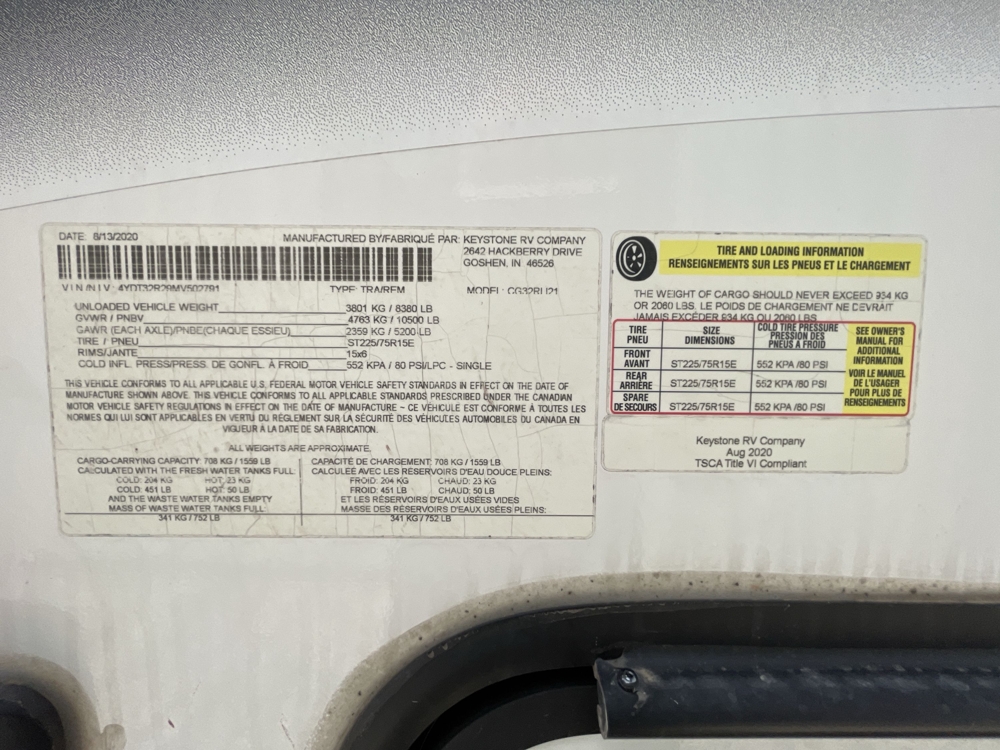 DATE: 8/13/2020
MANUFACTURED BY/FABRIQUÉ PAR: KEYSTONE RV COMPANY
2642 HACKBERRY DRIVE
GOSHEN, IN 46526
VIN /N I V: 4YDT32R29MV502791 TYPE: TRA/REM MODEL: CG32RLI21
UNLOADED VEHICLE WEIGHT 3801 KG / 8380 LB
GVWR / PNBV 4763 KG / 10500 LB
GAWR (EACH AXLE)/PNBE(CHAQUE ESSIEU) 2359 KG / 5200 LB
TIRE / PNEU ST225/75R15E
RIMS/JANTE 15x6
COLD INFL. PRESS/PRESS. DE GONFL. À FROID 552 KPA / 80 PSI/LPC - SINGLE
THIS VEHICLE CONFORMS TO ALL APPLICABLE U.S. FEDERAL MOTOR VEHICLE SAFETY STANDARDS IN EFFECT ON THE DATE OF
MANUFACTURE SHOWN ABOVE. THIS VEHICLE CONFORMS TO ALL APPLICABLE STANDARDS PRESCRIBED UNDER THE CANADIAN
MOTOR VEHICLE SAFETY REGULATIONS IN EFFECT ON THE DATE OF MANUFACTURE - CE VÉHICULE EST CONFORME À TOUTES LES
NORMES QUI LUI SONT APPLICABLES EN VERTU DU RÈGLEMENT SUR LA SÉCURITÉ DES VÉHICULES AUTOMOBILES DU CANADA EN
VIGUEUR À LA DATE DE SA FABRICATION.
ALL WEIGHTS ARE APPROXIMATE.
CARGO-CARRYING CAPACITY: 708 KG / 1559 LB
CALCULATED WITH THE FRESH WATER TANKS FULL:
COLD: 204 KG HOT: 23 KG
COLD: 451 LB HOT: 50 LB
AND THE WASTE WATER TANKS EMPTY
MASS OF WASTE WATER TANKS FULL:
341 KG / 752 LB
CAPACITÉ DE CHARGEMENT: 708 KG / 1559 LB
CALCULÉE AVEC LES RÉSERVOIRS D'EAU DOUCE PLEINS:
FROID: 204 KG CHAUD: 23 KG
FROID: 451 LB CHAUD: 50 LB
ET LES RÉSERVOIRS D'EAUX USÉES VIDES
MASSE DES RÉSERVOIRS D'EAUX USÉES PLEINS:
341 KG / 752 LB
TIRE AND LOADING INFORMATION
RENSEIGNEMENTS SUR LES PNEUS ET LE CHARGEMENT
THE WEIGHT OF CARGO SHOULD NEVER EXCEED 934 KG
OR 2060 LBS. LE POIDS DE CHARGEMENT NE DEVRAIT
JAMAIS EXCÉDER 934 KG OU 2060 LBS
TIRE
PNEU
SIZE
DIMENSIONS
COLD TIRE PRESSURE
PRESSION DES
PNEUS À FROID
FRONT
AVANT
ST225/75R15E 552 KPA /80 PSI
REAR
ARRIÈRE
ST225/75R15E 552 KPA /80 PSI
SPARE
DE SECOURS
ST225/75R15E 552 KPA /80 PSI
SEE OWNER'S
MANUAL FOR
ADDITIONAL
INFORMATION
VOIR LE MANUEL
DE L'USAGER
POUR PLUS DE
RENSEIGNEMENTS
Keystone RV Company
Aug 2020
TSCA Title VI Compliant